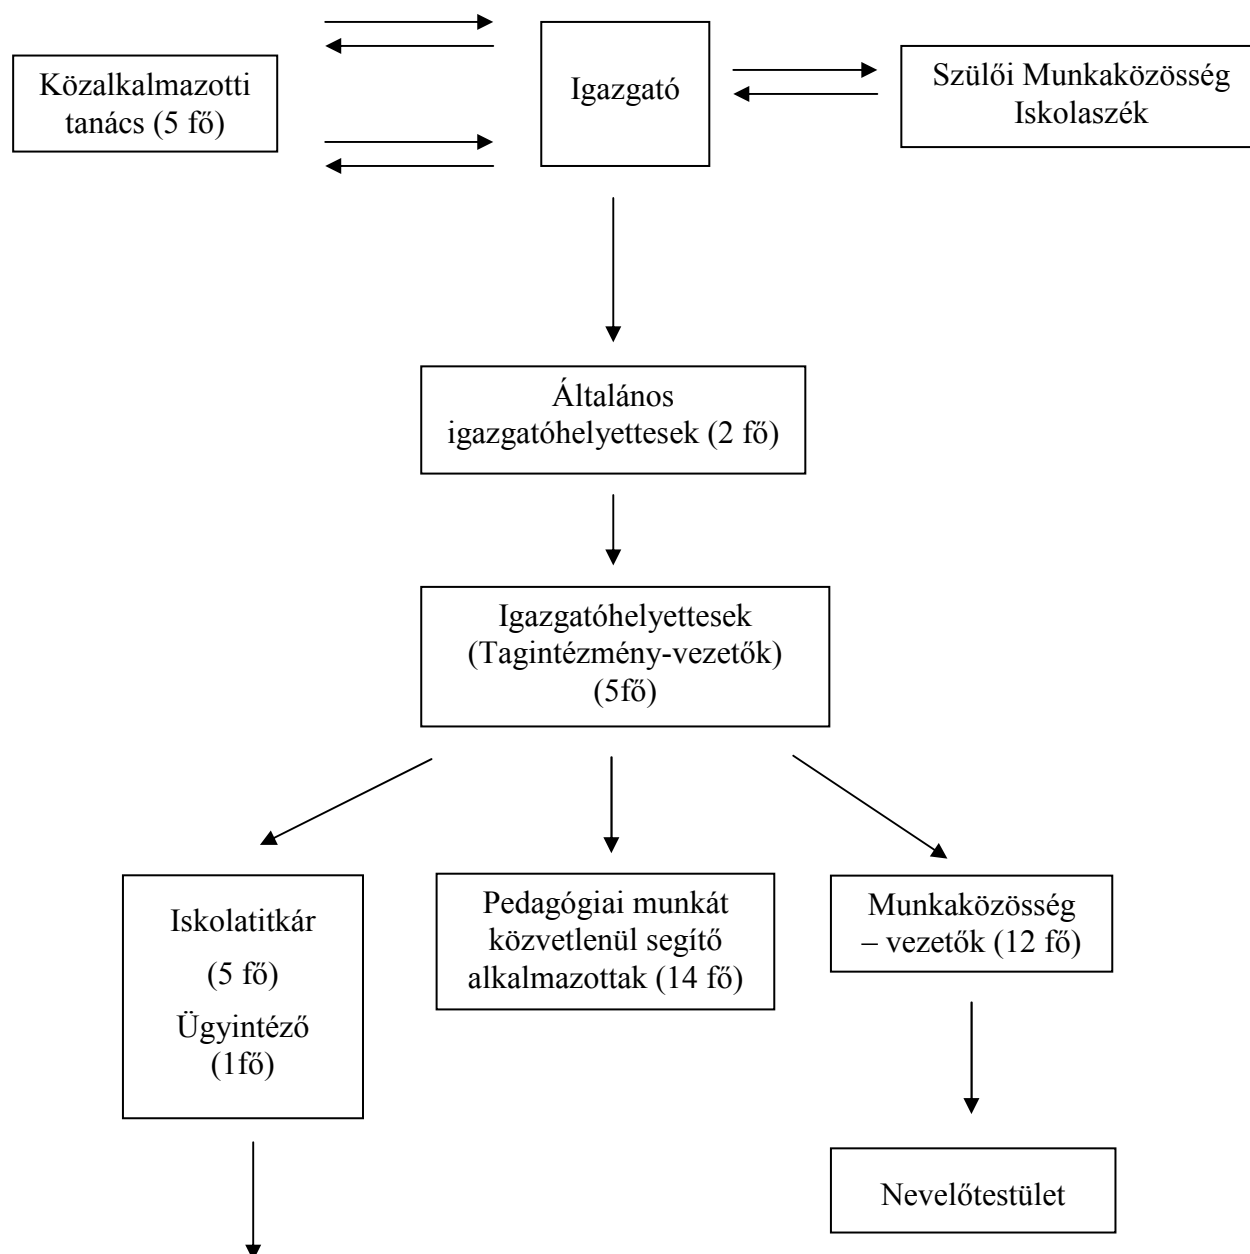 Közalkalmazotti
tanács (5 fő)
Igazgató
Szülői Munkaközösség
Iskolaszék
Általános
igazgatóhelyettesek (2 fő)
Igazgatóhelyettesek
(Tagintézmény-vezetők)
(5fő)
Iskolatitkár
(5 fő)
Ügyintéző
(1fő)
Pedagógiai munkát
közvetlenül segítő
alkalmazottak (14 fő)
Munkaközösség
– vezetők (12 fő)
Nevelőtestület